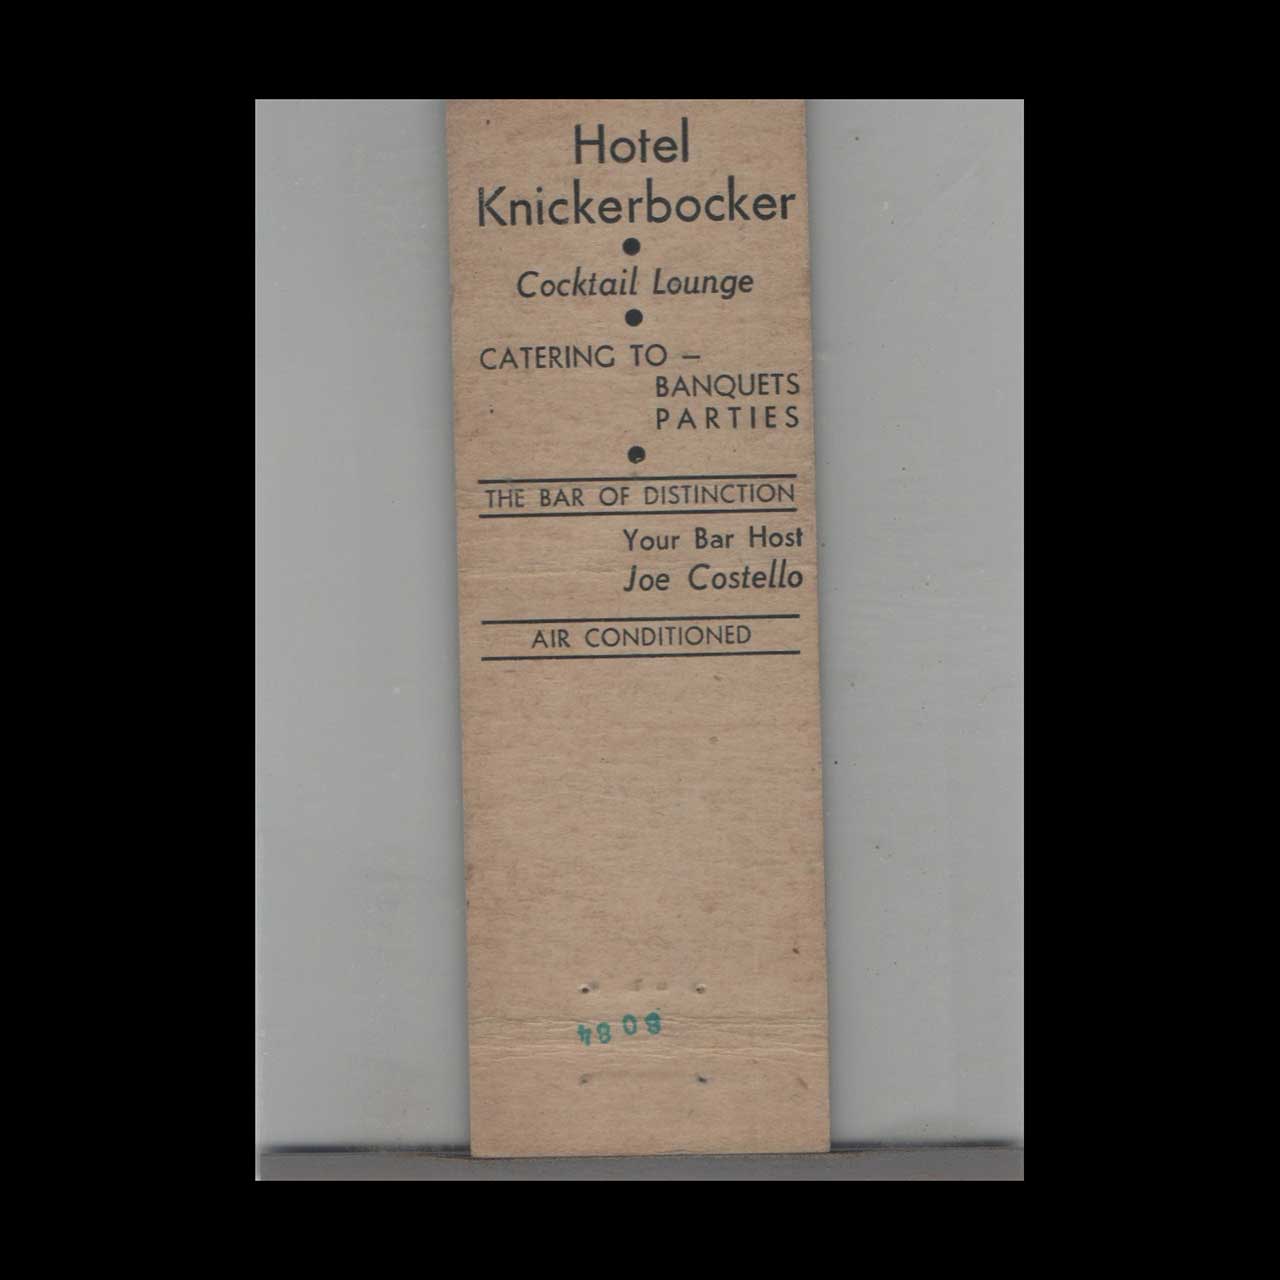 Hotel
Knickerbocker
Cocktail Lounge
CATERING TO —
BANQUETS
PARTIES
THE BAR OF DISTINCTION
Your Bar Host
Joe Costello
AIR CONDITIONED
8084